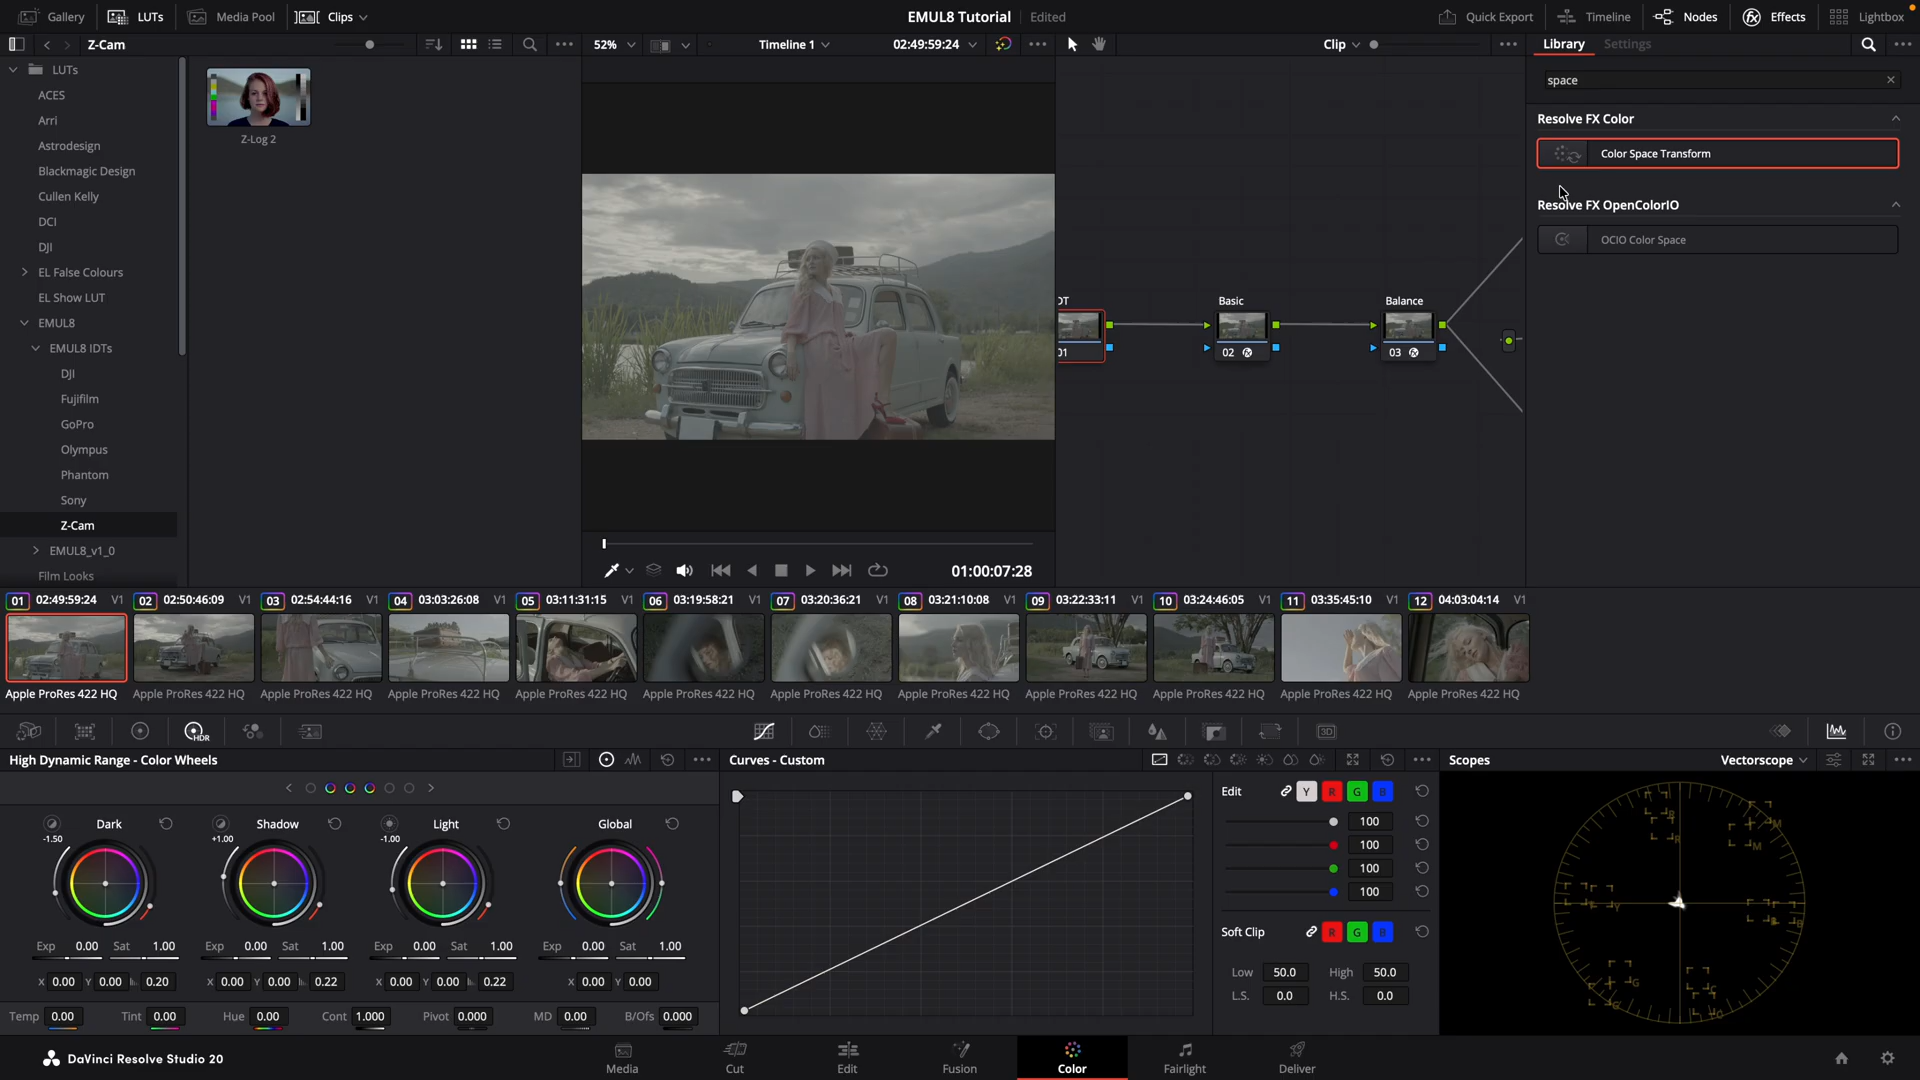 Gallery LUTs Media Pool Clips EMUL8 Tutorial Edited Quick Export Timeline Nodes Effects Lightbox
Z-Cam 52% Timeline 1 02:49:59:24 Clip Library Settings
LUTs
ACES
Arri
Astrodesign
Blackmagic Design
Cullen Kelly
DCI
DJI
EL False Colours
EL Show LUT
EMUL8
EMUL8 IDTs
DJI
Fujifilm
GoPro
Olympus
Phantom
Sony
Z-Cam
EMUL8_v1_0
Film Looks
Z-Log 2
01:00:07:28
DT Basic Balance
01 02 03
space
Resolve FX Color
Color Space Transform
Resolve FX OpenColorIO
OCIO Color Space
01 02:49:59:24 V1 02 02:50:46:09 V1 03 02:54:44:16 V1 04 03:03:26:08 V1 05 03:11:31:15 V1 06 03:19:58:21 V1 07 03:20:36:21 V1 08 03:21:10:08 V1 09 03:22:33:11 V1 10 03:24:46:05 V1 11 03:35:45:10 V1 12 04:03:04:14 V1
Apple ProRes 422 HQ Apple ProRes 422 HQ Apple ProRes 422 HQ Apple ProRes 422 HQ Apple ProRes 422 HQ Apple ProRes 422 HQ Apple ProRes 422 HQ Apple ProRes 422 HQ Apple ProRes 422 HQ Apple ProRes 422 HQ Apple ProRes 422 HQ Apple ProRes 422 HQ
HDR 3D
High Dynamic Range - Color Wheels
Dark Shadow Light Global
-1.50 +1.00 -1.00
Exp 0.00 Sat 1.00 Exp 0.00 Sat 1.00 Exp 0.00 Sat 1.00 Exp 0.00 Sat 1.00
X 0.00 Y 0.00 0.20 X 0.00 Y 0.00 0.22 X 0.00 Y 0.00 0.22 X 0.00 Y 0.00
Temp 0.00 Tint 0.00 Hue 0.00 Cont 1.000 Pivot 0.000 MD 0.00 B/Ofs 0.000
Curves - Custom
Edit Y R G B
100
100
100
100
Soft Clip R G B
Low 50.0 High 50.0
L.S. 0.0 H.S. 0.0
Scopes Vectorscope
DaVinci Resolve Studio 20 Media Cut Edit Fusion Color Fairlight Deliver